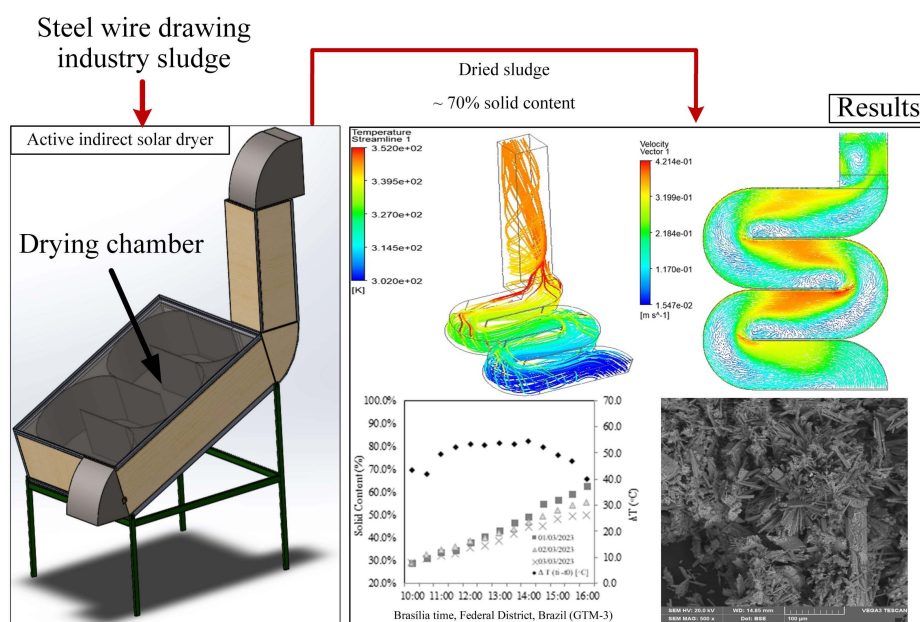 Steel wire drawing
industry sludge
Dried sludge
~ 70% solid content
Results
Active indirect solar dryer
Drying chamber
Temperature
Streamline 1
3.520e+02
3.395e+02
3.270e+02
3.145e+02
3.020e+02
[K]
Velocity
Vector 1
4.214e-01
3.199e-01
2.184e-01
1.170e-01
1.547e-02
[m s^-1]
100.0%
90.0%
80.0%
70.0%
60.0%
50.0%
40.0%
30.0%
20.0%
Solid Content (%)
70.0
60.0
50.0
40.0
30.0
20.0
10.0
0.0
ΔT (°C)
01/03/2023
02/03/2023
03/03/2023
10:00 11:00 12:00 13:00 14:00 15:00 16:00
Brasília time, Federal District, Brazil (GTM-3)
SEM HV: 20.0 kV WD: 14.85 mm VEGA3 TESCAN
SEM MAG: 500 x Det: BSE 100 μm